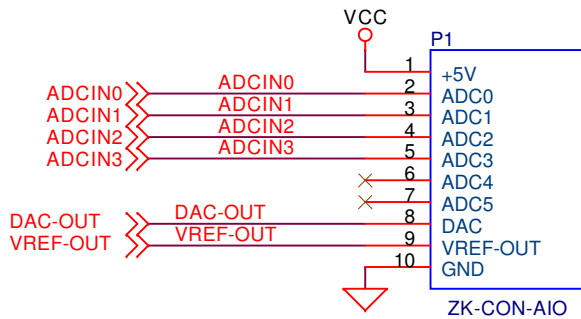 VCC
P1
1 +5V
ADCIN0 ADCIN0 2 ADC0
ADCIN1 ADCIN1 3 ADC1
ADCIN2 ADCIN2 4 ADC2
ADCIN3 ADCIN3 5 ADC3
6 ADC4
7 ADC5
DAC-OUT DAC-OUT 8 DAC
VREF-OUT VREF-OUT 9 VREF-OUT
10 GND
ZK-CON-AIO